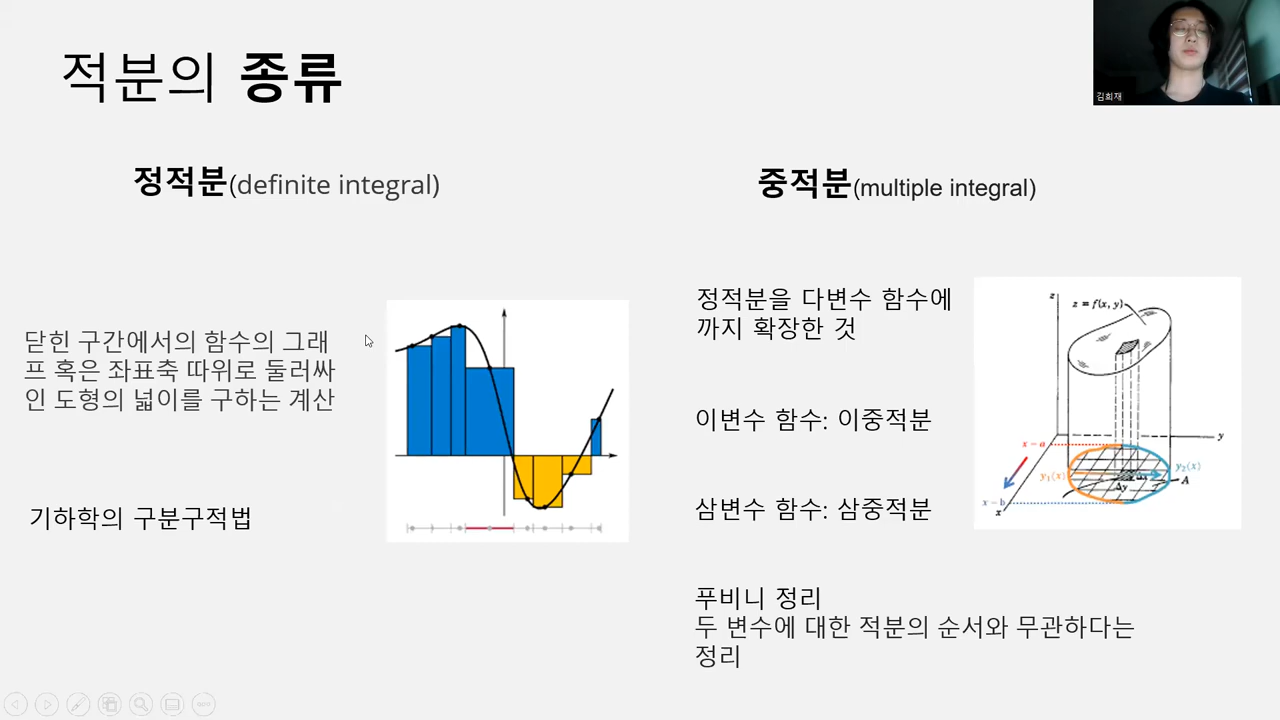 적분의 종류
김희재
정적분(definite integral)
닫힌 구간에서의 함수의 그래
프 혹은 좌표축 따위로 둘러싸
인 도형의 넓이를 구하는 계산
기하학의 구분구적법
중적분(multiple integral)
정적분을 다변수 함수에
까지 확장한 것
이변수 함수: 이중적분
삼변수 함수: 삼중적분
푸비니 정리
두 변수에 대한 적분의 순서와 무관하다는
정리
z
z = f(x, y)
y
x = a
y₁(x)
y₂(x)
Δx
Δy
A
x = b
x